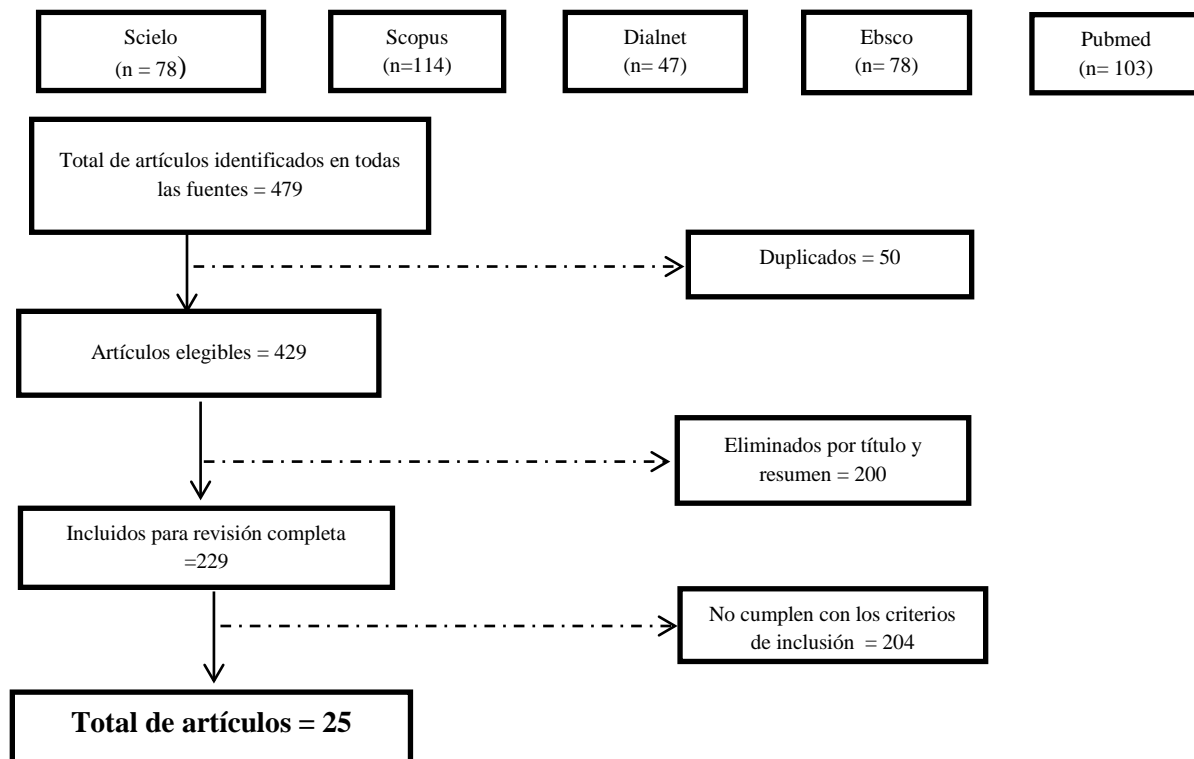 Scielo
(n = 78)
Scopus
(n=114)
Dialnet
(n= 47)
Ebsco
(n= 78)
Pubmed
(n= 103)
Total de artículos identificados en todas
las fuentes = 479
Duplicados = 50
Artículos elegibles = 429
Eliminados por título y
resumen = 200
Incluidos para revisión completa
=229
No cumplen con los criterios
de inclusión  = 204
Total de artículos = 25